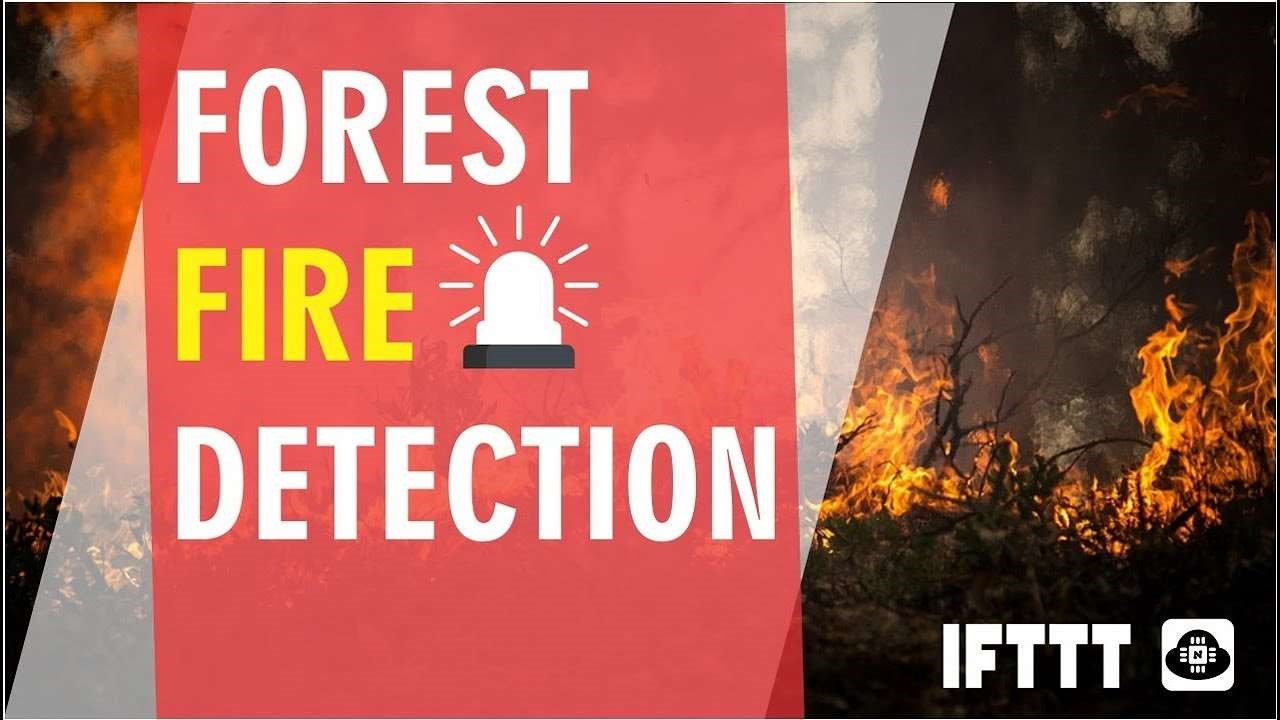 FOREST
FIRE
DETECTION
IFTTT
N